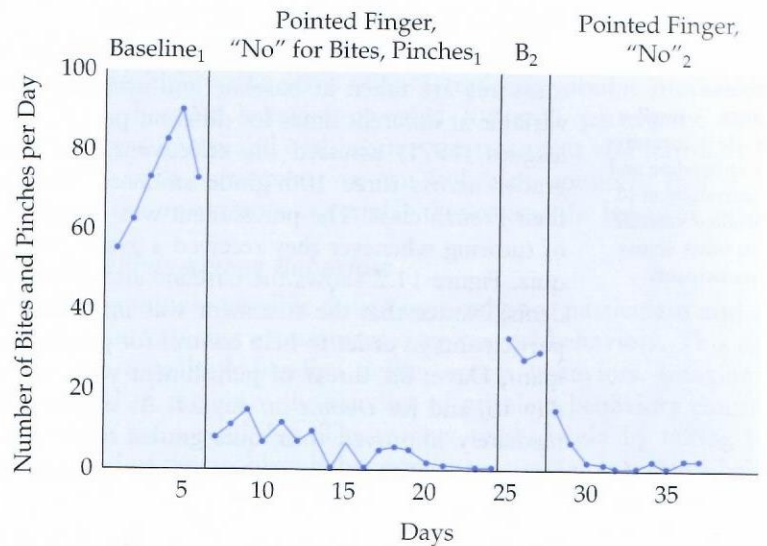 Pointed Finger,
Baseline₁ "No" for Bites, Pinches₁ B₂ Pointed Finger,
"No"₂
Number of Bites and Pinches per Day
100
80
60
40
20
0
5 10 15 20 25 30 35
Days